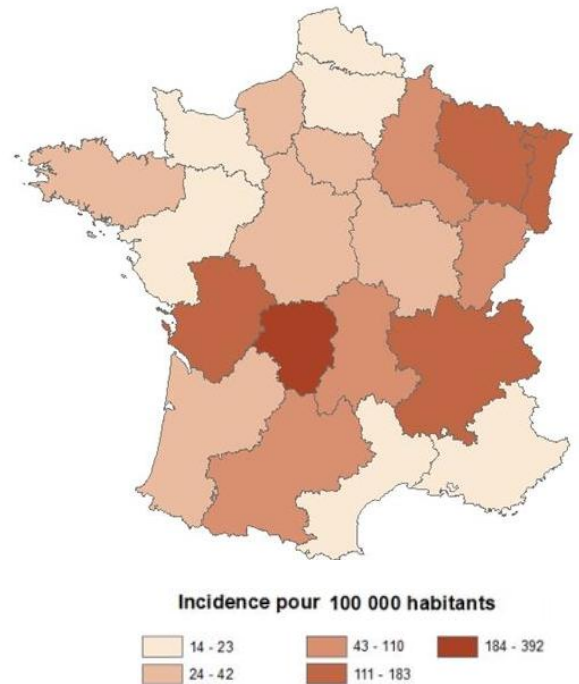 Incidence pour 100 000 habitants
14 - 23
43 - 110
184 - 392
24 - 42
111 - 183